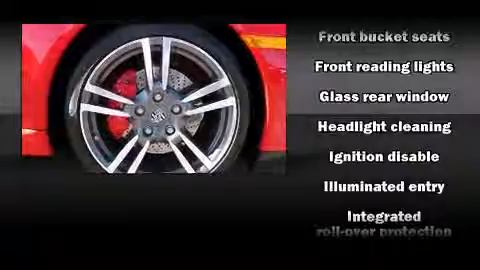 Front bucket seats
Front reading lights
Glass rear window
Headlight cleaning
Ignition disable
Illuminated entry
Integrated
roll-over protection